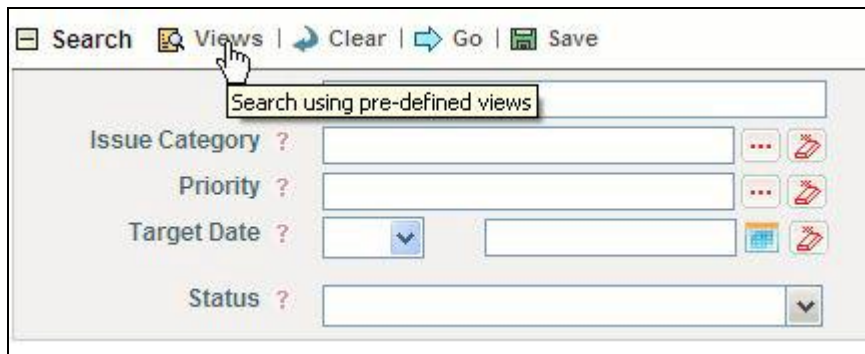 Search Views | Clear | Go | Save
Search using pre-defined views
Issue Category ?
Priority ?
Target Date ?
Status ?